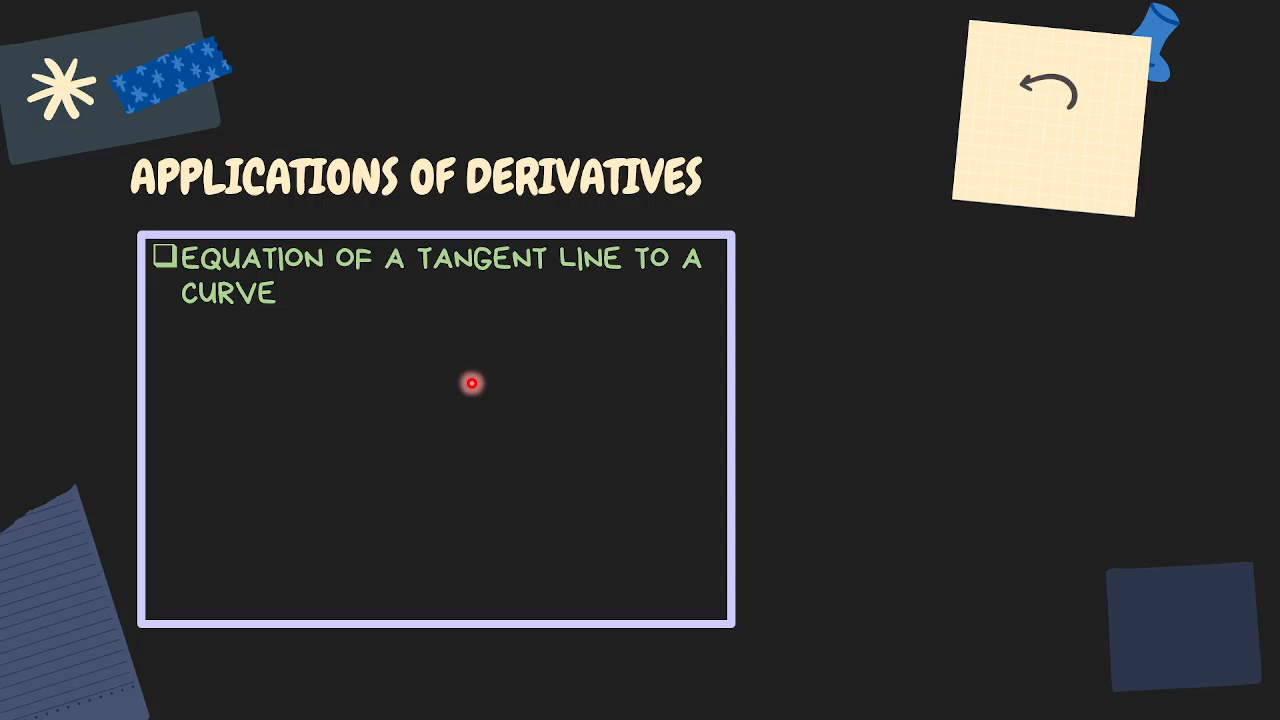 APPLICATIONS OF DERIVATIVES
❑EQUATION OF A TANGENT LINE TO A
CURVE